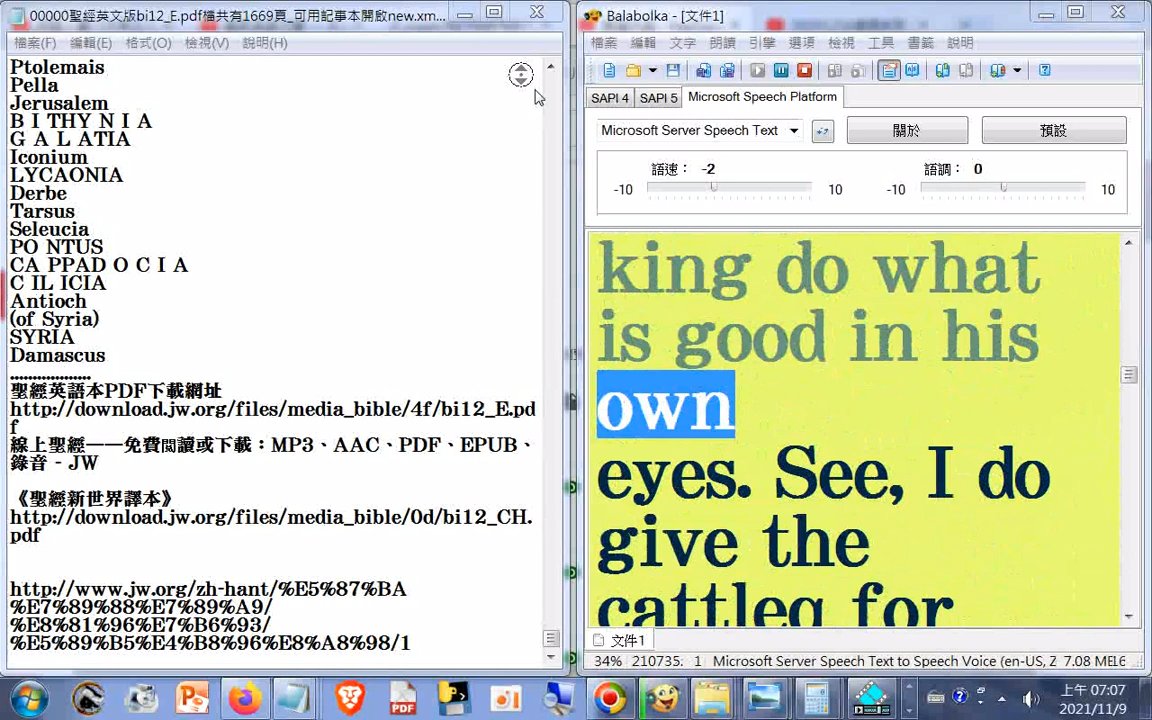 00000聖經英文版bi12_E.pdf檔共有1669頁_可用記事本開啟new.xm...
檔案(F) 編輯(E) 格式(O) 檢視(V) 說明(H)
Ptolemais
Pella
Jerusalem
B I THY N I A
G A L ATIA
Iconium
LYCAONIA
Derbe
Tarsus
Seleucia
PO NTUS
CA PPAD O C I A
C IL ICIA
Antioch
(of Syria)
SYRIA
Damascus
..................
聖經英語本PDF下載網址
http://download.jw.org/files/media_bible/4f/bi12_E.pd
f
線上聖經——免費閱讀或下載：MP3、AAC、PDF、EPUB、
錄音 - JW
《聖經新世界譯本》
http://download.jw.org/files/media_bible/0d/bi12_CH.
pdf
http://www.jw.org/zh-hant/%E5%87%BA
%E7%89%88%E7%89%A9/
%E8%81%96%E7%B6%93/
%E5%89%B5%E4%B8%96%E8%A8%98/1
Balabolka - [文件1]
檔案 編輯 文字 朗讀 引擎 選項 檢視 工具 書籤 說明
SAPI 4 SAPI 5 Microsoft Speech Platform
Microsoft Server Speech Text 關於 預設
語速： -2 語調： 0
-10 10 -10 10
king do what
is good in his
own
eyes. See, I do
give the
cattleq for
文件1
34% 210735: 1 Microsoft Server Speech Text to Speech Voice (en-US, Z 7.08 MEL6
PDF
上午 07:07
2021/11/9